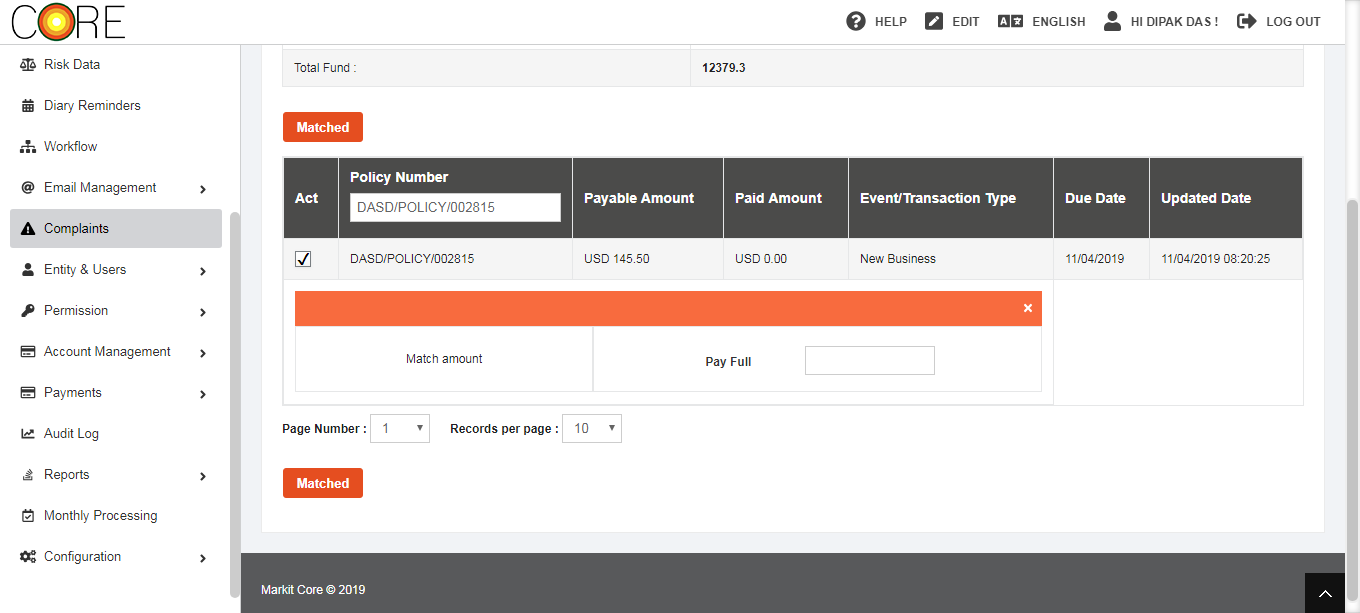 CORE
HELP
EDIT
ENGLISH
HI DIPAK DAS !
LOG OUT
Risk Data
Diary Reminders
Workflow
Email Management
Complaints
Entity & Users
Permission
Account Management
Payments
Audit Log
Reports
Monthly Processing
Configuration
Total Fund : 12379.3
Matched
Act Policy Number Payable Amount Paid Amount Event/Transaction Type Due Date Updated Date
DASD/POLICY/002815
DASD/POLICY/002815 USD 145.50 USD 0.00 New Business 11/04/2019 11/04/2019 08:20:25
×
Match amount Pay Full
Page Number : 1 Records per page : 10
Matched
Markit Core © 2019